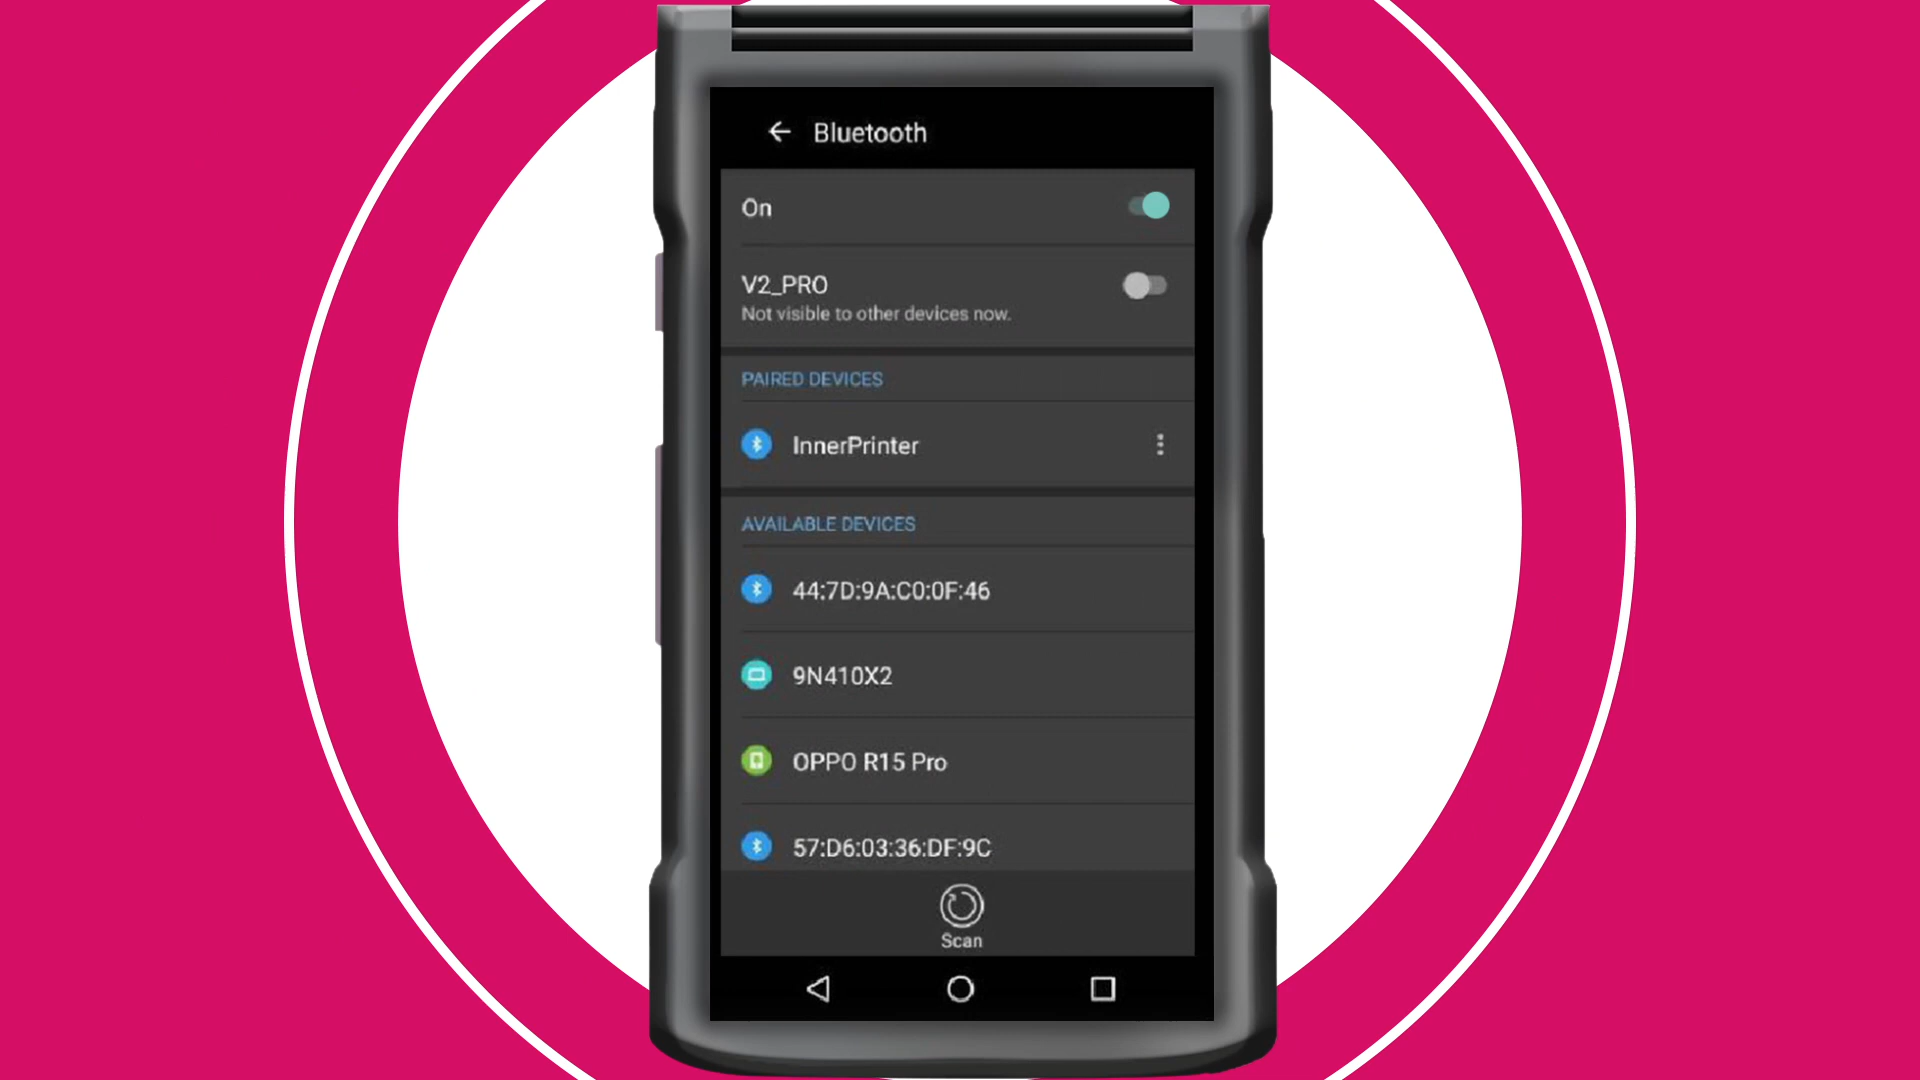 Bluetooth
On
V2_PRO
Not visible to other devices now.
PAIRED DEVICES
InnerPrinter
AVAILABLE DEVICES
44:7D:9A:C0:0F:46
9N410X2
OPPO R15 Pro
57:D6:03:36:DF:9C
Scan